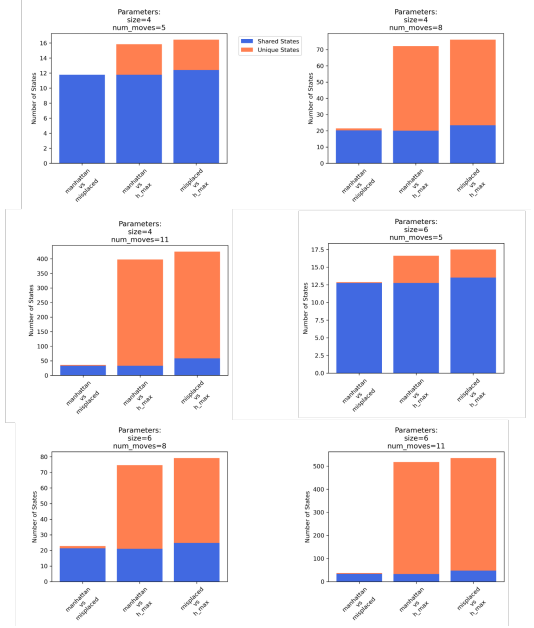 Parameters:
size=4
num_moves=5
Number of States
16
14
12
10
8
6
4
2
0
manhattan
vs
misplaced
manhattan
vs
h_max
misplaced
vs
h_max
Shared States
Unique States
Parameters:
size=4
num_moves=8
Number of States
70
60
50
40
30
20
10
0
manhattan
vs
misplaced
manhattan
vs
h_max
misplaced
vs
h_max
Parameters:
size=4
num_moves=11
Number of States
400
350
300
250
200
150
100
50
0
manhattan
vs
misplaced
manhattan
vs
h_max
misplaced
vs
h_max
Parameters:
size=6
num_moves=5
Number of States
17.5
15.0
12.5
10.0
7.5
5.0
2.5
0.0
manhattan
vs
misplaced
manhattan
vs
h_max
misplaced
vs
h_max
Parameters:
size=6
num_moves=8
Number of States
80
70
60
50
40
30
20
10
0
manhattan
vs
misplaced
manhattan
vs
h_max
misplaced
vs
h_max
Parameters:
size=6
num_moves=11
Number of States
500
400
300
200
100
0
manhattan
vs
misplaced
manhattan
vs
h_max
misplaced
vs
h_max